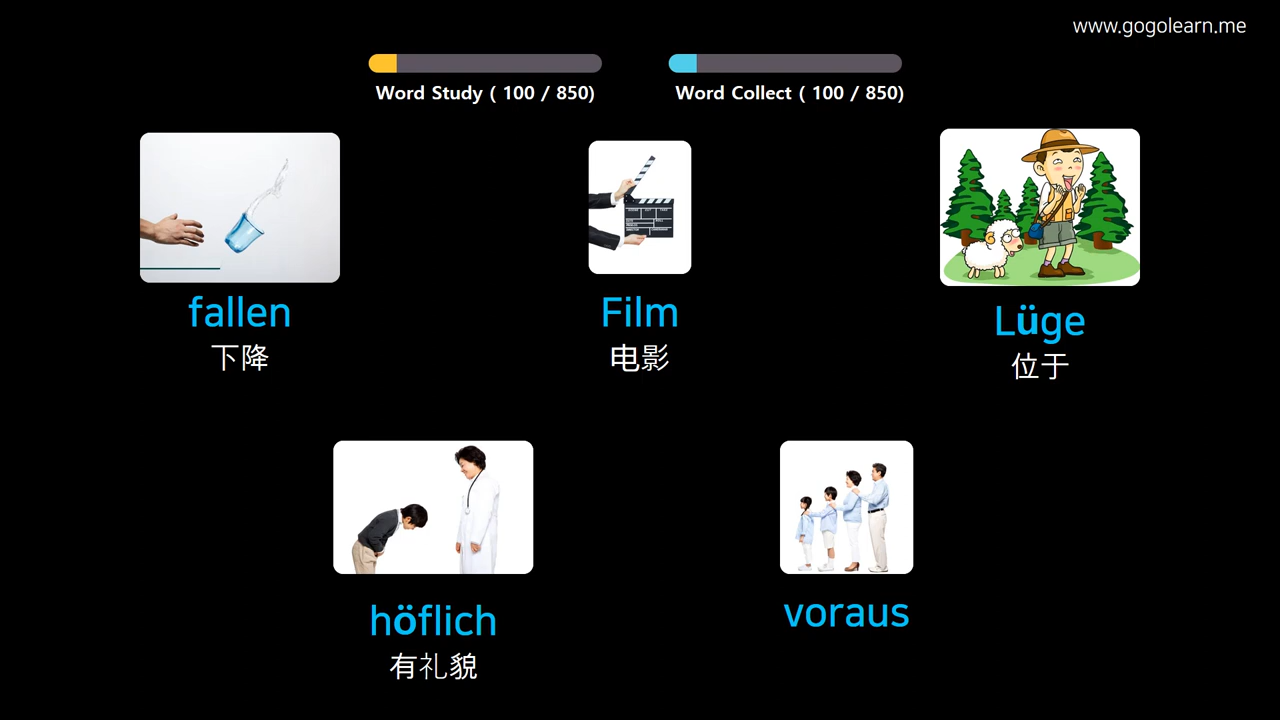 www.gogolearn.me
Word Study ( 100 / 850)
Word Collect ( 100 / 850)
fallen
下降
Film
电影
Lüge
位于
höflich
有礼貌
voraus